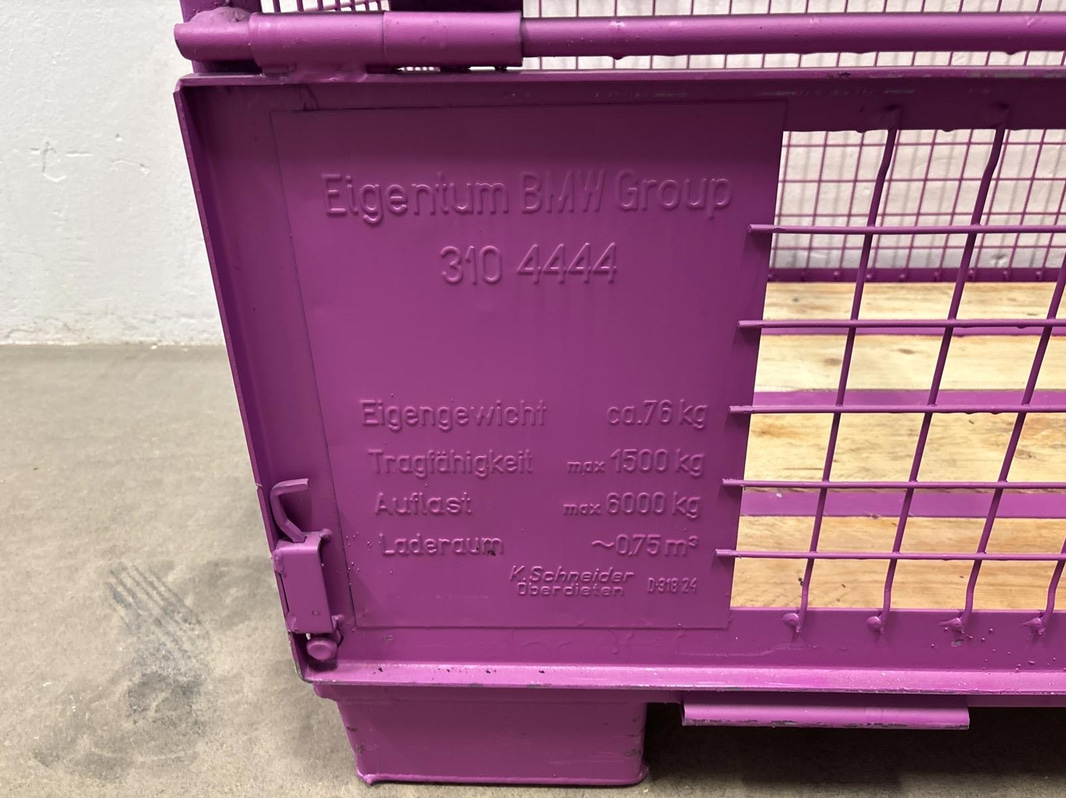 Eigentum BMW Group
310 4444
Eigengewicht ca.76 kg
Tragfähigkeit max 1500 kg
Auflast max 6000 kg
Laderaum ~0,75 m³
K. Schneider
Oberdieten D-318 24